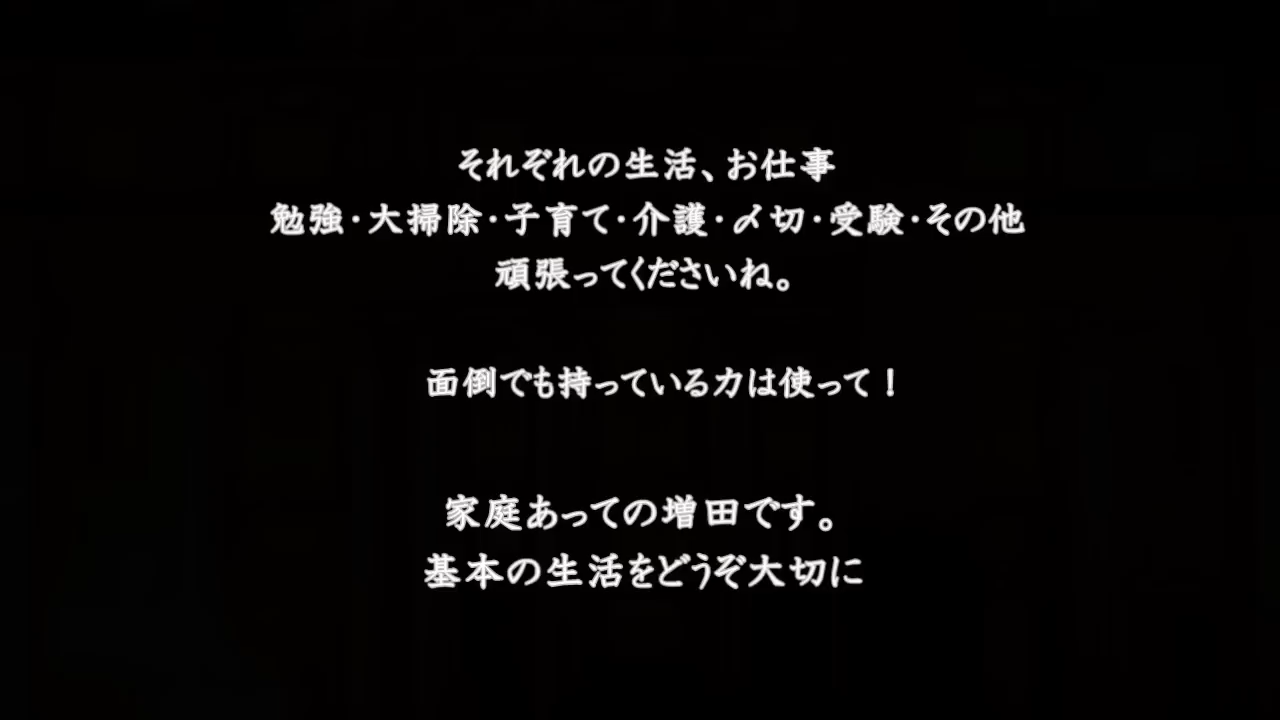 それぞれの生活、お仕事
勉強・大掃除・子育て・介護・〆切・受験・その他
頑張ってくださいね。
面倒でも持っている力は使って！
家庭あっての増田です。
基本の生活をどうぞ大切に